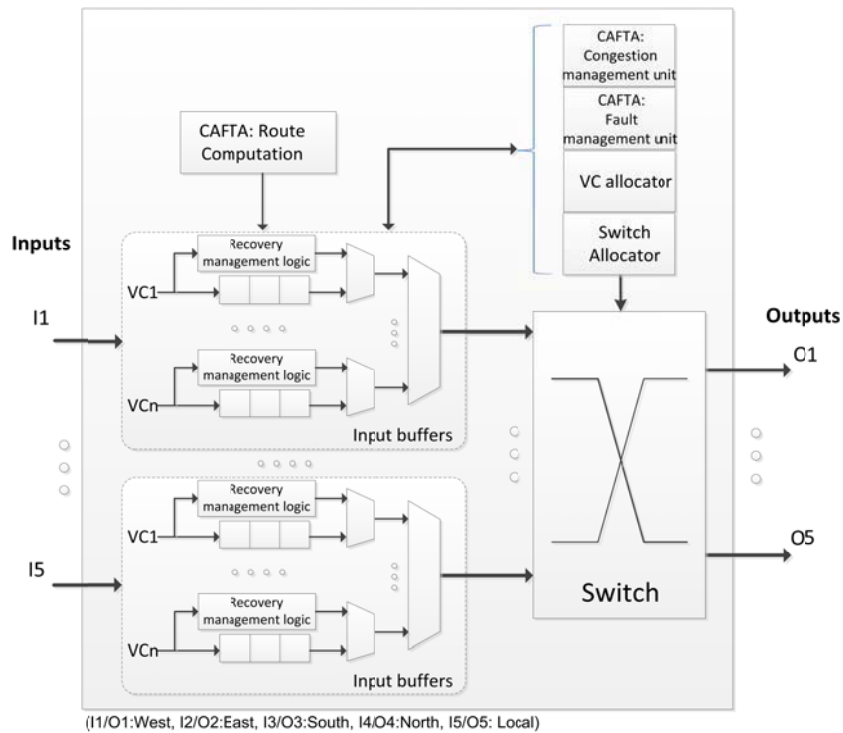 CAFTA:
Congestion
management unit
CAFTA:
Fault
management unit
VC allocator
Switch
Allocator
CAFTA: Route
Computation
Inputs
I1
I5
Recovery
management logic
VC1
Recovery
management logic
VCn
Input buffers
Recovery
management logic
VC1
Recovery
management logic
VCn
Input buffers
Switch
Outputs
O1
O5
(I1/O1:West, I2/O2:East, I3/O3:South, I4/O4:North, I5/O5: Local)